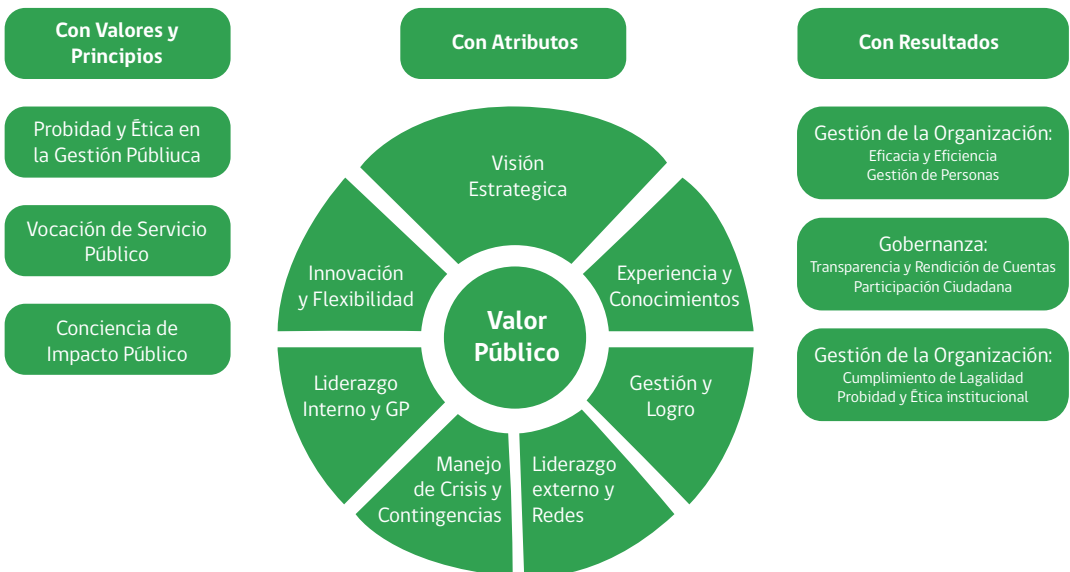 Con Valores y
Principios
Probidad y Ētica en
la Gestión Públiuca
Vocación de Servicio
Público
Conciencia de
Impacto Público
Con Atributos
Visión
Estrategica
Innovación
y Flexibilidad
Experiencia y
Conocimientos
Valor
Público
Liderazgo
Interno y GP
Gestión y
Logro
Manejo
de Crisis y
Contingencias
Liderazgo
externo y
Redes
Con Resultados
Gestión de la Organización:
Eficacia y Eficiencia
Gestión de Personas
Gobernanza:
Transparencia y Rendición de Cuentas
Participación Ciudadana
Gestión de la Organización:
Cumplimiento de Lagalidad
Probidad y Ētica institucional